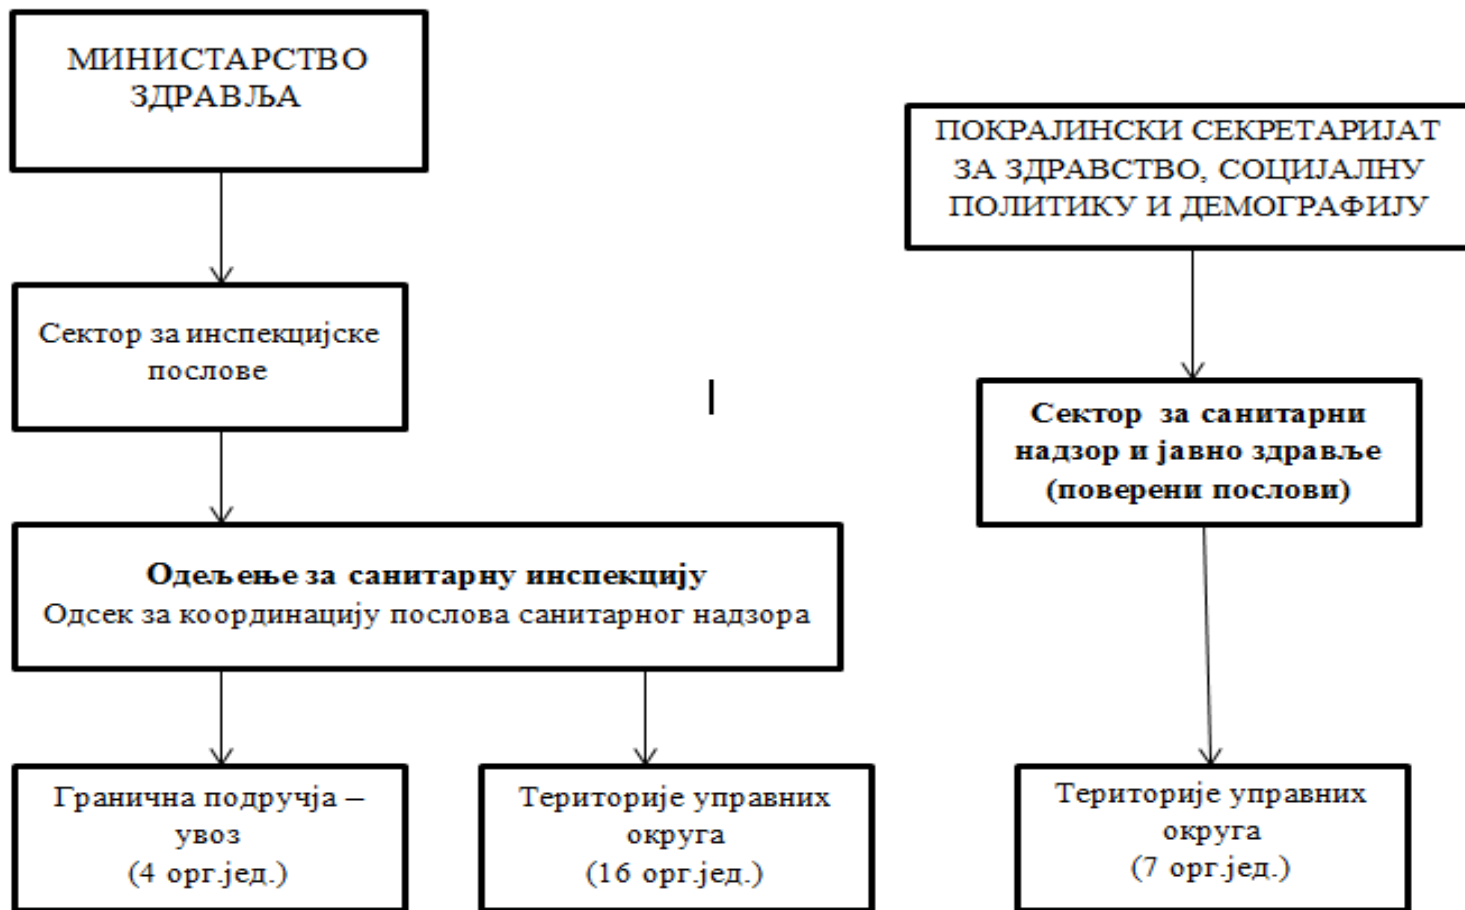 МИНИСТАРСТВО
ЗДРАВЉА
Сектор за инспекцијске
послове
Одељење за санитарну инспекцију
Одсек за координацију послова санитарног надзора
Гранична подручја –
увоз
(4 орг.јед.)
Територије управних
округа
(16 орг.јед.)
ПОКРАЈИНСКИ СЕКРЕТАРИЈАТ
ЗА ЗДРАВСТВО, СОЦИЈАЛНУ
ПОЛИТИКУ И ДЕМОГРАФИЈУ
Сектор за санитарни
надзор и јавно здравље
(поверени послови)
Територије управних
округа
(7 орг.јед.)